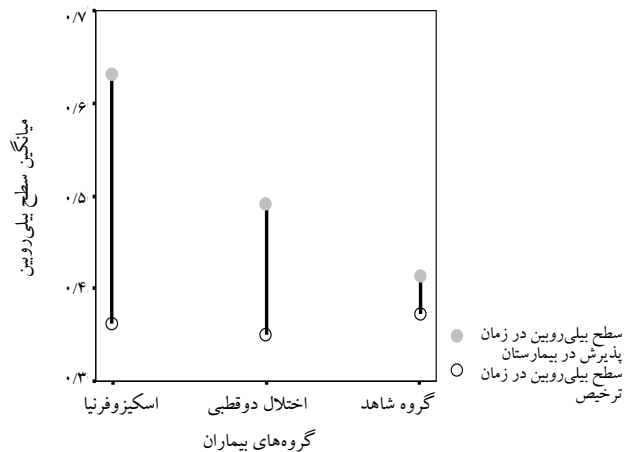 میانگین سطح بیلی‌روبین
۰/۷
۰/۶
۰/۵
۰/۴
۰/۳
اسکیزوفرنیا
اختلال دوقطبی
گروه شاهد
گروه‌های بیماران
سطح بیلی‌روبین در زمان
پذیرش در بیمارستان
سطح بیلی‌روبین در زمان
ترخیص